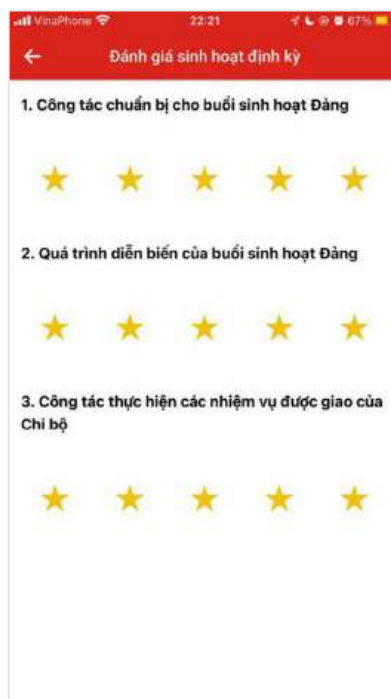 VinaPhone 22:21 67%
Đánh giá sinh hoạt định kỳ
1. Công tác chuẩn bị cho buổi sinh hoạt Đảng
2. Quá trình diễn biến của buổi sinh hoạt Đảng
3. Công tác thực hiện các nhiệm vụ được giao của
Chi bộ